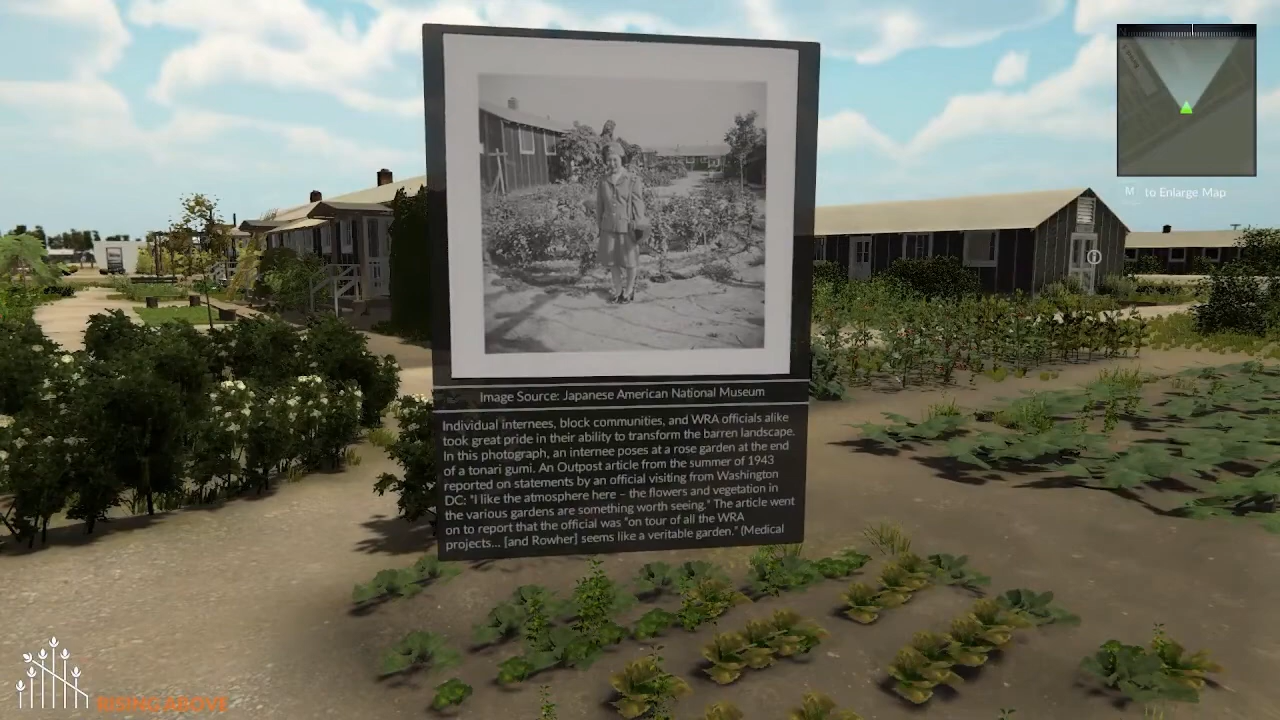 M to Enlarge Map
Image Source: Japanese American National Museum
Individual internees, block communities, and WRA officials alike
took great pride in their ability to transform the barren landscape.
In this photograph, an internee poses at a rose garden at the end
of a tonari gumi. An Outpost article from the summer of 1943
reported on statements by an official visiting from Washington
DC: "I like the atmosphere here – the flowers and vegetation in
the various gardens are something worth seeing." The article went
on to report that the official was "on tour of all the WRA
projects... [and Rowher] seems like a veritable garden." (Medical
RISING ABOVE